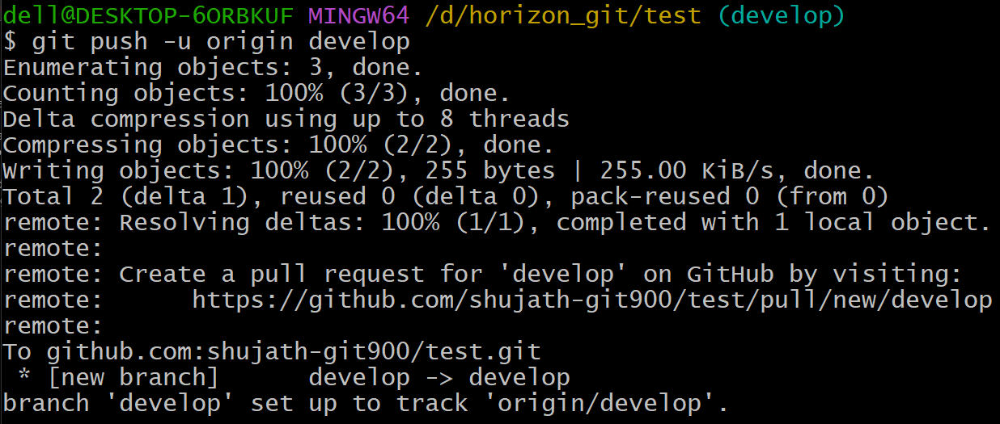 dell@DESKTOP-6ORBKUF MINGW64 /d/horizon_git/test (develop)
$ git push -u origin develop
Enumerating objects: 3, done.
Counting objects: 100% (3/3), done.
Delta compression using up to 8 threads
Compressing objects: 100% (2/2), done.
Writing objects: 100% (2/2), 255 bytes | 255.00 KiB/s, done.
Total 2 (delta 1), reused 0 (delta 0), pack-reused 0 (from 0)
remote: Resolving deltas: 100% (1/1), completed with 1 local object.
remote:
remote: Create a pull request for 'develop' on GitHub by visiting:
remote:      https://github.com/shujath-git900/test/pull/new/develop
remote:
To github.com:shujath-git900/test.git
 * [new branch]      develop -> develop
branch 'develop' set up to track 'origin/develop'.